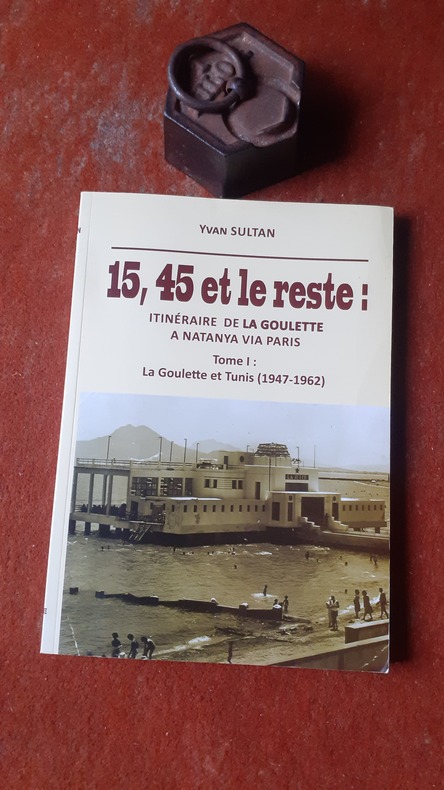 Yvan SULTAN
15, 45 et le reste :
ITINÉRAIRE DE LA GOULETTE
A NATANYA VIA PARIS
Tome I :
La Goulette et Tunis (1947-1962)